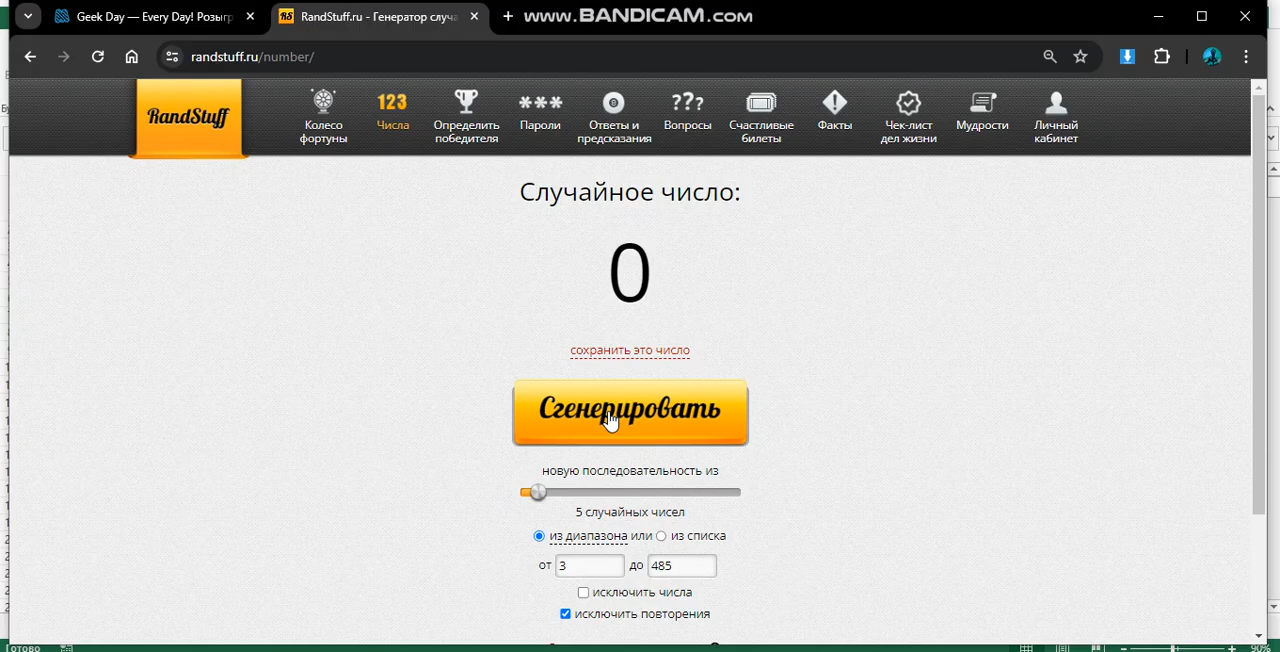 Geek Day — Every Day! Розыгр
RandStuff.ru - Генератор случа
www.BANDICAM.com
randstuff.ru/number/
RandStuff
Колесо фортуны
123
Числа
Определить победителя
***
Пароли
Ответы и предсказания
???
Вопросы
Счастливые билеты
Факты
Чек-лист дел жизни
Мудрости
Личный кабинет
Случайное число:
0
сохранить это число
Сгенерировать
новую последовательность из
5 случайных чисел
из диапазона или из списка
от 3 до 485
исключить числа
исключить повторения
Готово
90%